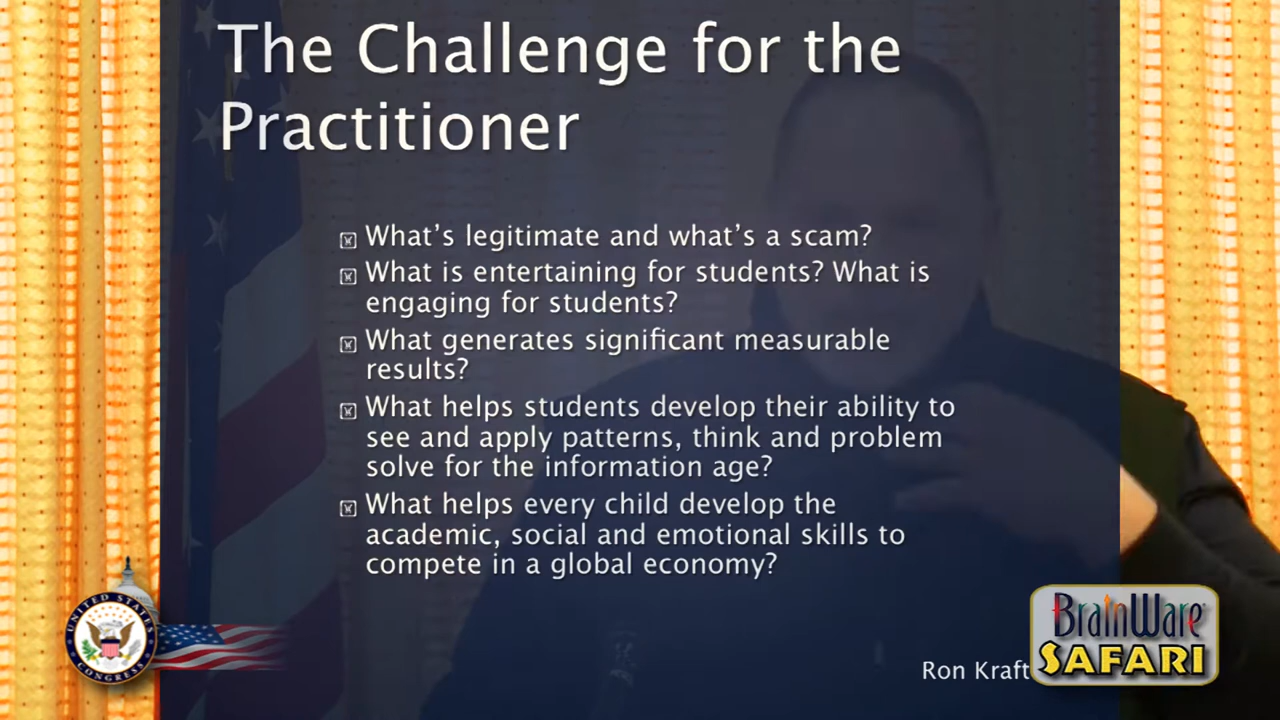 The Challenge for the
Practitioner
What's legitimate and what's a scam?
What is entertaining for students? What is
engaging for students?
What generates significant measurable
results?
What helps students develop their ability to
see and apply patterns, think and problem
solve for the information age?
What helps every child develop the
academic, social and emotional skills to
compete in a global economy?
UNITED STATES
CONGRESS
Ron Kraft
BrainWare
SAFARI